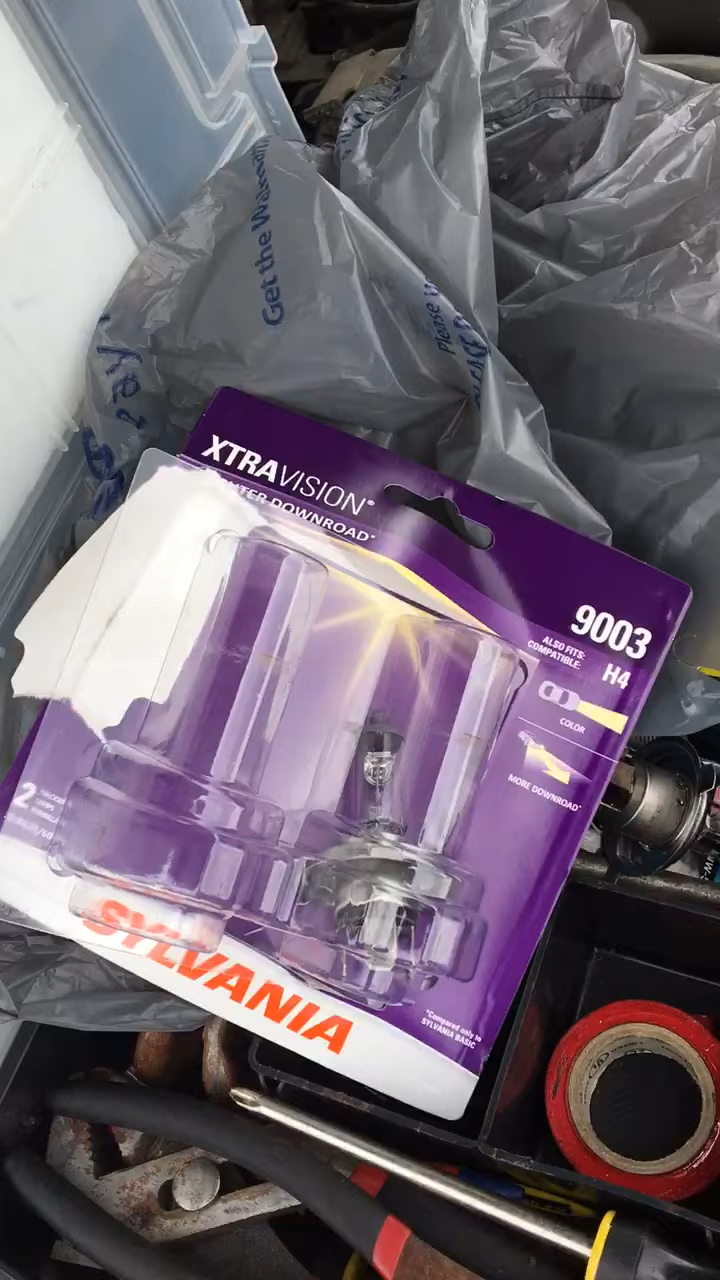 Get the Walmart
Please
XTRAVISION®
DOWNROAD*
9003
ALSO FITS:
COMPATIBLE:
H4
COLOR
MORE DOWNROAD*
2
SYLVANIA
*Compared only to
SYLVANIA BASIC